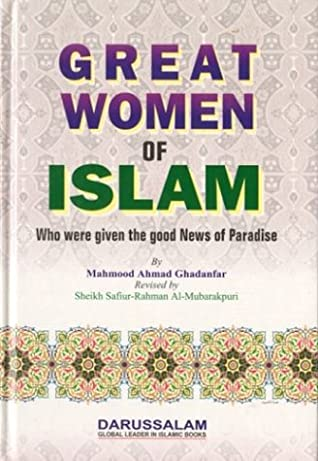 GREAT
WOMEN
OF
ISLAM
Who were given the good News of Paradise
By
Mahmood Ahmad Ghadanfar
Revised by
Sheikh Safiur-Rahman Al-Mubarakpuri
DARUSSALAM
GLOBAL LEADER IN ISLAMIC BOOKS